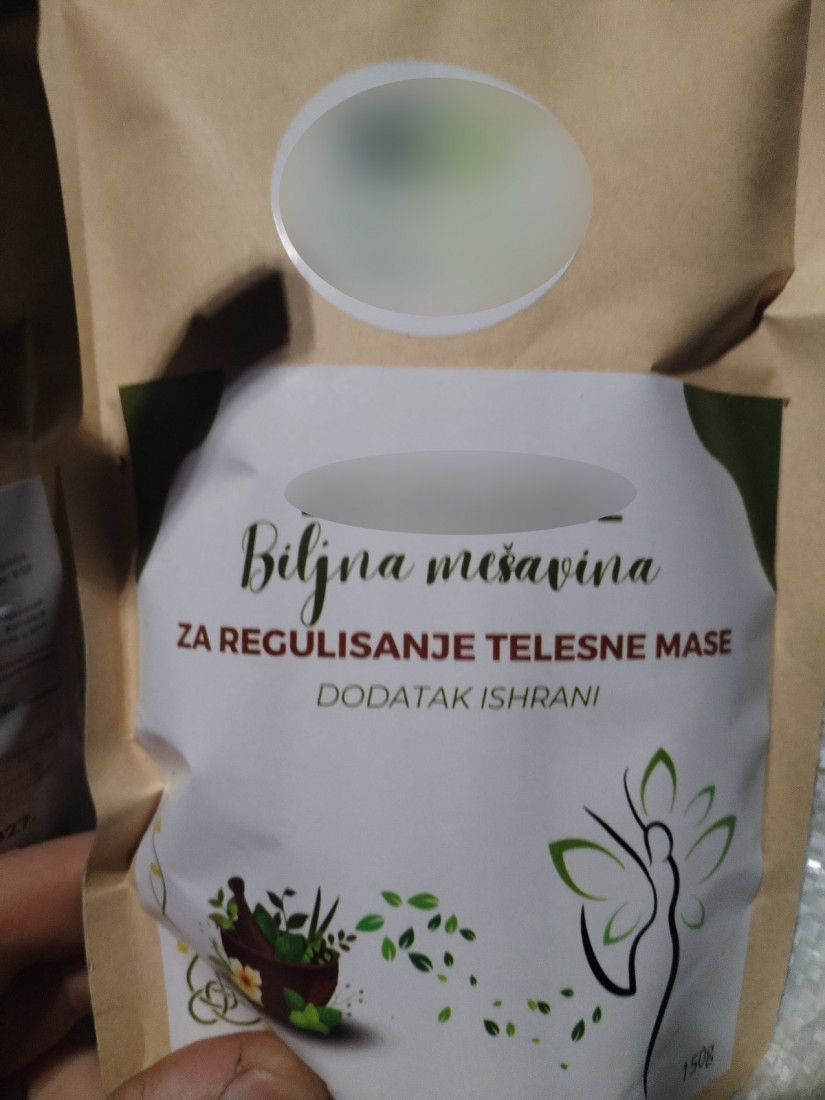 Biljna mešavina
ZA REGULISANJE TELESNE MASE
DODATAK ISHRANI
150g